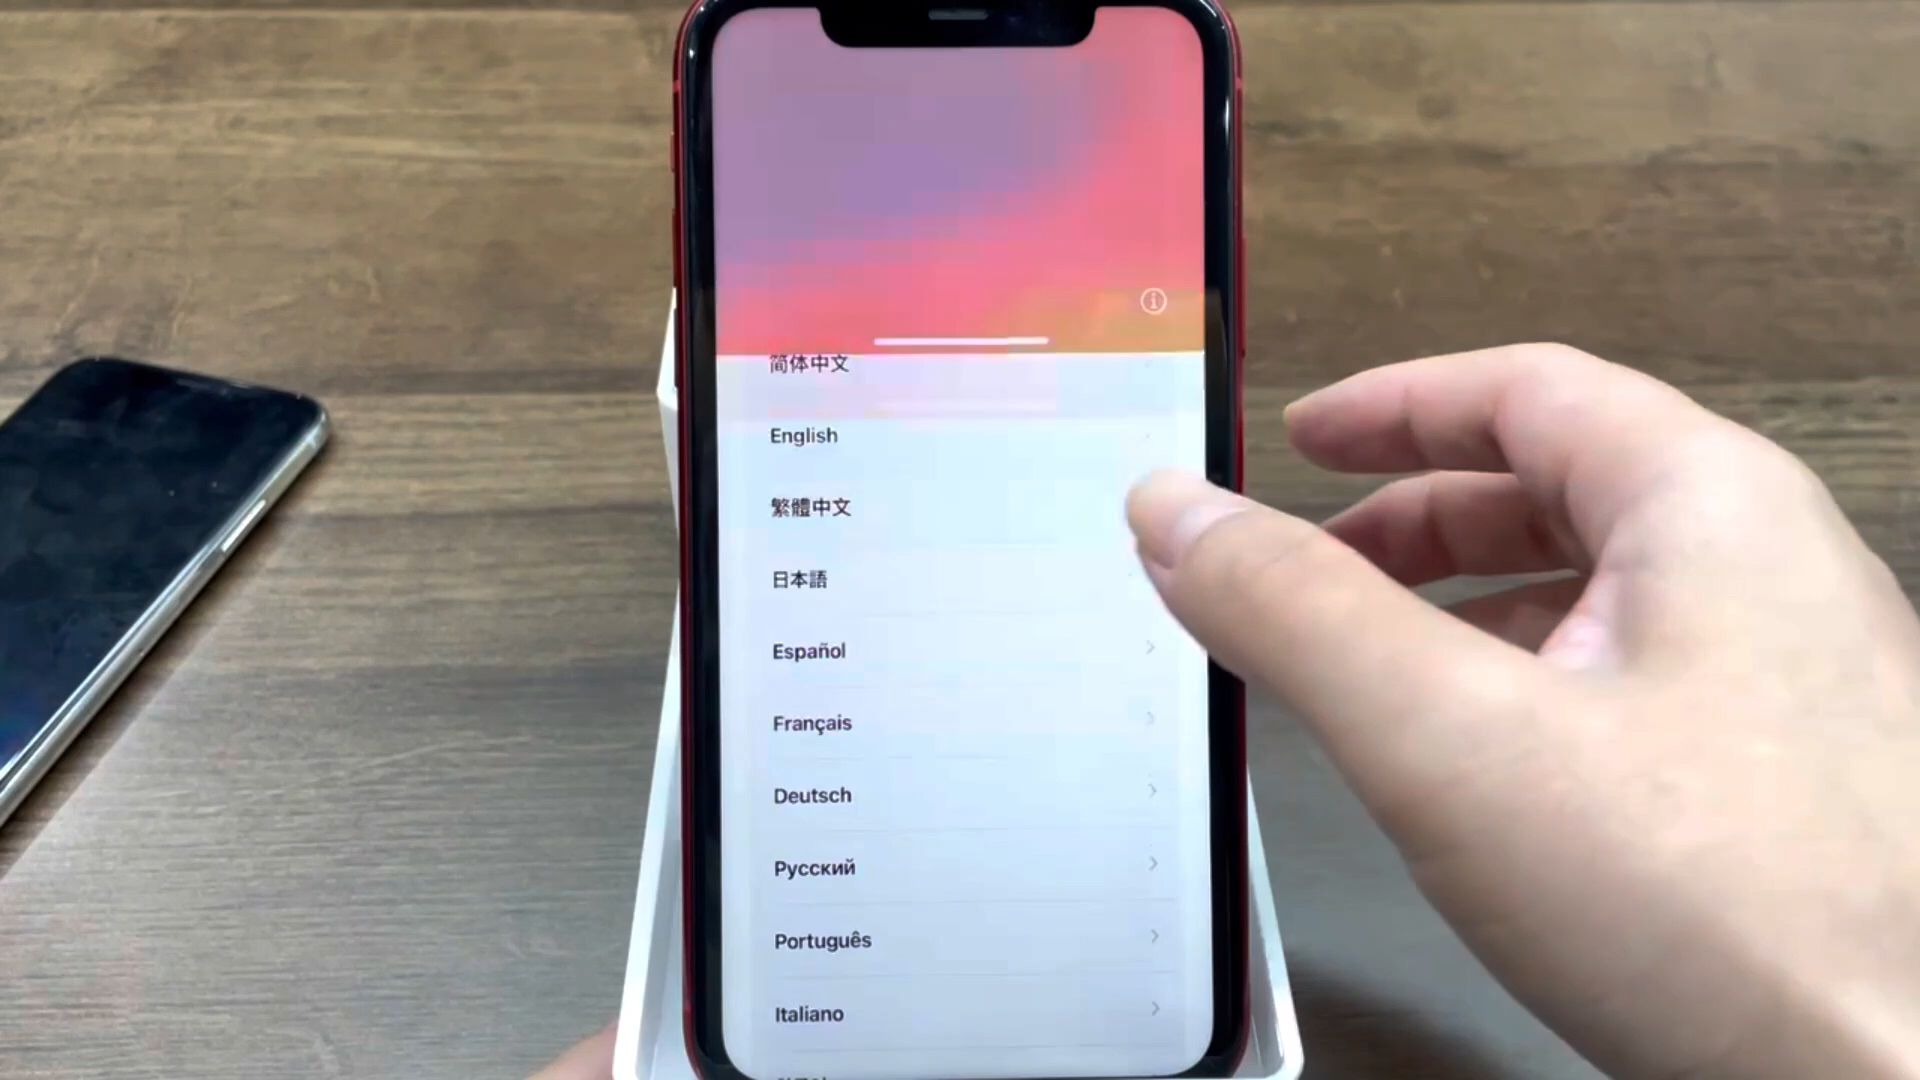 简体中文
English
繁體中文
日本語
Español
Français
Deutsch
Русский
Português
Italiano